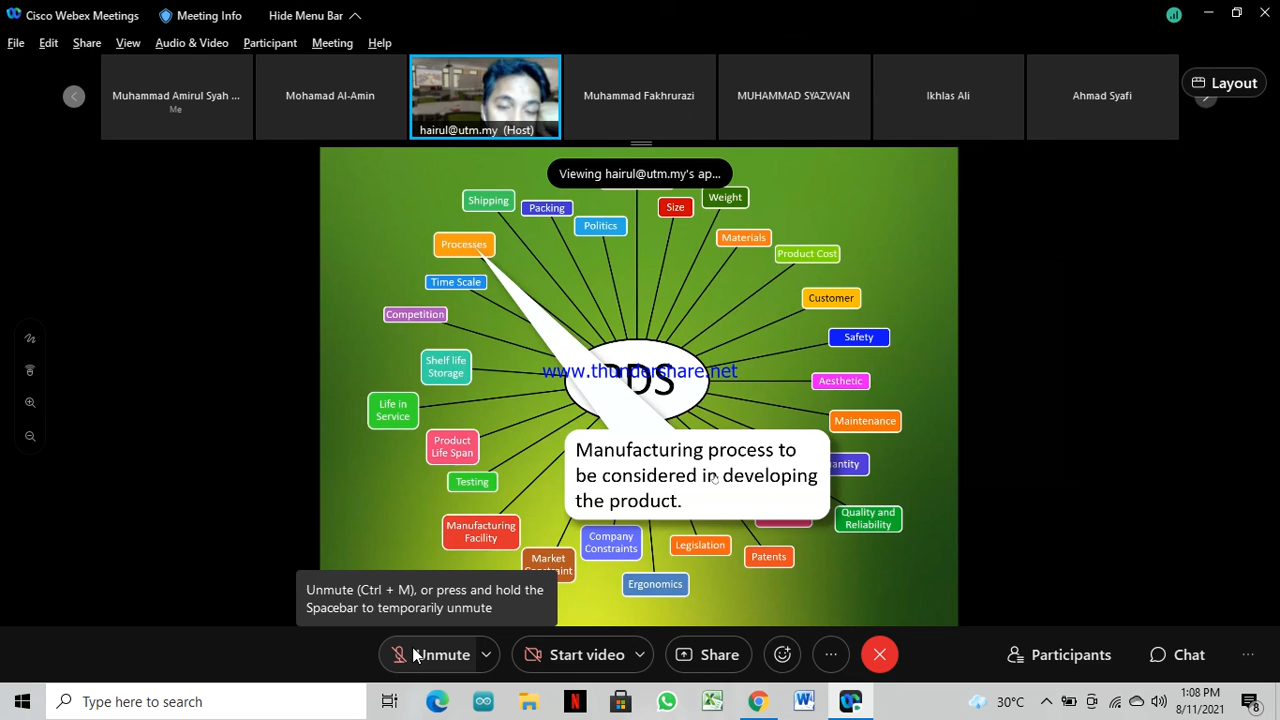 Cisco Webex Meetings
Meeting Info
Hide Menu Bar
File Edit Share View Audio & Video Participant Meeting Help
Muhammad Amirul Syah ...
Me
Mohamad Al-Amin
hairul@utm.my (Host)
Muhammad Fakhrurazi
MUHAMMAD SYAZWAN
Ikhlas Ali
Ahmad Syafi
Layout
Viewing hairul@utm.my's ap...
Shipping
Packing
Politics
Size
Weight
Processes
Materials
Product Cost
Time Scale
Customer
Competition
Safety
Shelf life
Storage
www.thundershare.net
Aesthetic
Life in
Service
Maintenance
Product
Life Span
Manufacturing process to
be considered in developing
the product.
Testing
Quality and
Reliability
Manufacturing
Facility
Company
Constraints
Legislation
Patents
Market
Ergonomics
Unmute (Ctrl + M), or press and hold the
Spacebar to temporarily unmute
Unmute
Start video
Share
Participants
Chat
Type here to search
30°C
1:08 PM
8/11/2021
8